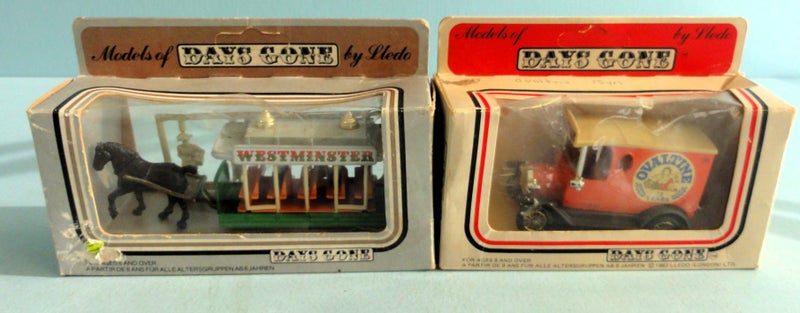 Models of DAYS GONE by Lledo
WESTMINSTER
DAYS GONE
FOR AGES 8 AND OVER
A PARTIR DE 8 ANS FÜR ALLE ALTERSGRUPPEN AB 8 JAHREN
Models of DAYS GONE by Lledo
OVALTINE
DAYS GONE
FOR AGES 8 AND OVER
A PARTIR DE 8 ANS FÜR ALLE ALTERSGRUPPEN AB 8 JAHREN © 1983 LLEDO (LONDON) LTD.